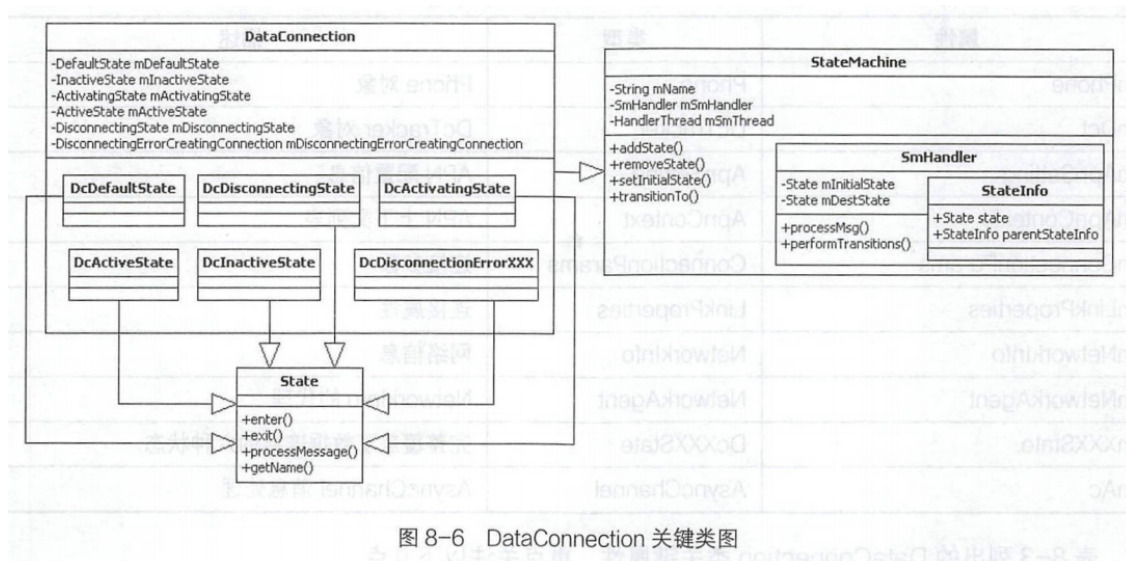 DataConnection
-DefaultState mDefaultState
-InactiveState mInactiveState
-ActivatingState mActivatingState
-ActiveState mActiveState
-DisconnectingState mDisconnectingState
-DisconnectingErrorCreatingConnection mDisconnectingErrorCreatingConnection
DcDefaultState
DcDisconnectingState
DcActivatingState
DcActiveState
DcInactiveState
DcDisconnectionErrorXXX
State
+enter()
+exit()
+processMessage()
+getName()
StateMachine
-String mName
-SmHandler mSmHandler
-HandlerThread mSmThread
+addState()
+removeState()
+setInitialState()
+transitionTo()
SmHandler
-State mInitialState
-State mDestState
+processMsg()
+performTransitions()
StateInfo
+State state
+StateInfo parentStateInfo
图 8-6 DataConnection 关键类图